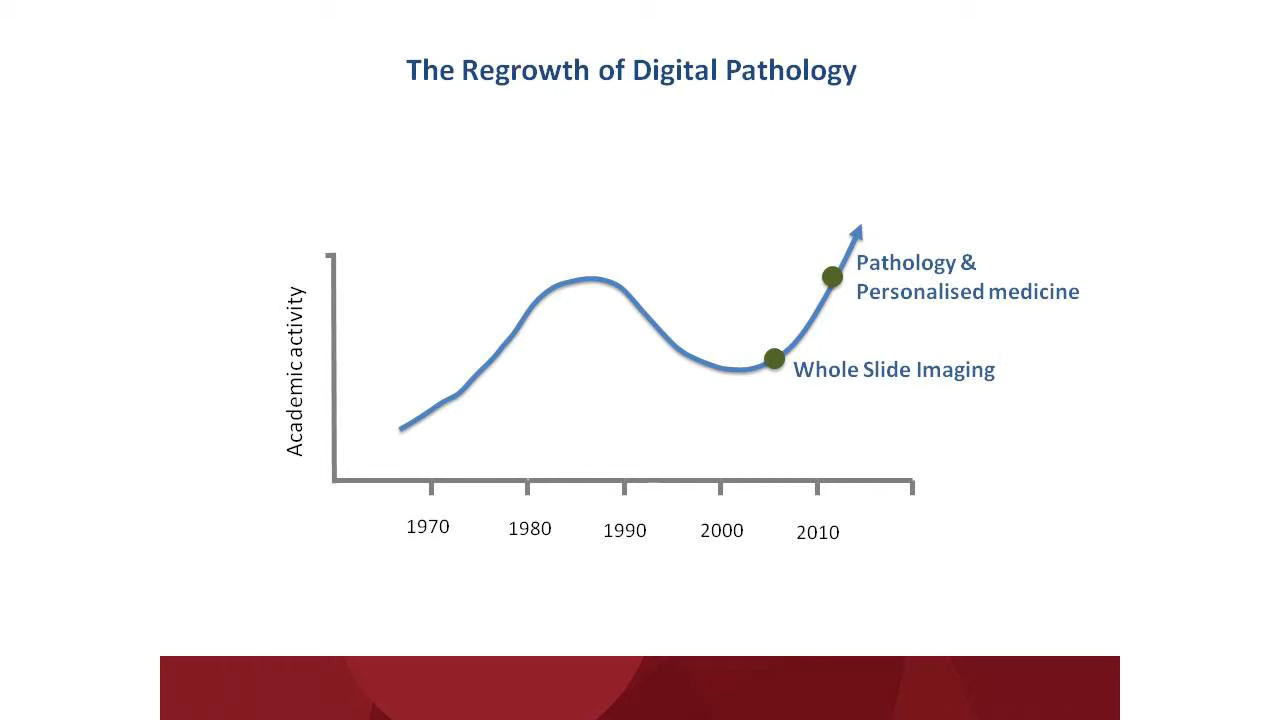 The Regrowth of Digital Pathology
Academic activity
Pathology &
Personalised medicine
Whole Slide Imaging
1970
1980
1990
2000
2010